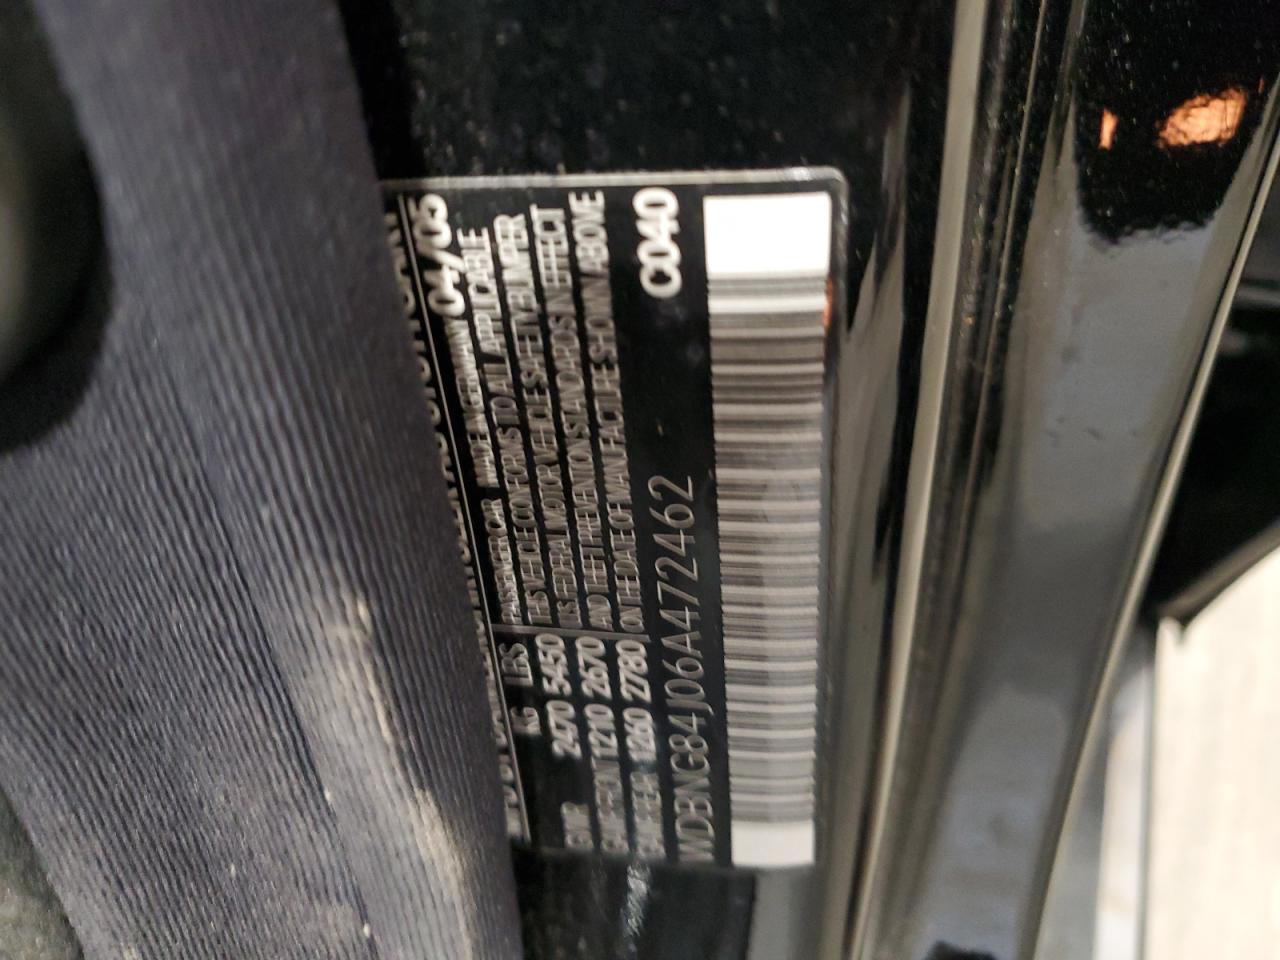 MADE IN GERMANY 04/05
KG LBS
2470 5450
1210 2670
1260 2780
PASSENGER CAR
THIS VEHICLE CONFORMS TO ALL APPLICABLE
US FEDERAL MOTOR VEHICLE SAFETY, BUMPER
AND THEFT PREVENTION STANDARDS IN EFFECT
ON THE DATE OF MANUFACTURE SHOWN ABOVE
WDBNG84J06A472462
C040